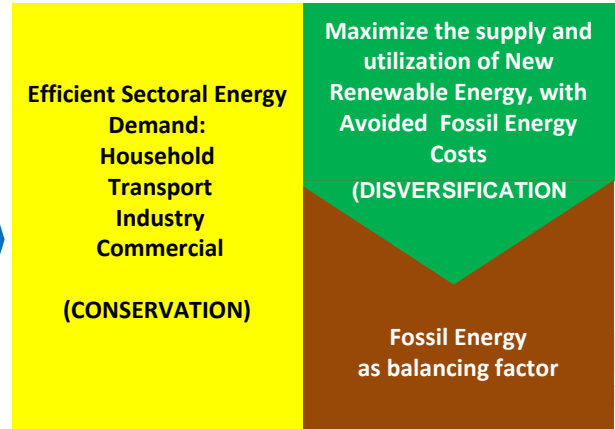 Efficient Sectoral Energy
Demand:
Household
Transport
Industry
Commercial
(CONSERVATION)
Maximize the supply and
utilization of New
Renewable Energy, with
Avoided Fossil Energy
Costs
(DISVERSIFICATION
Fossil Energy
as balancing factor